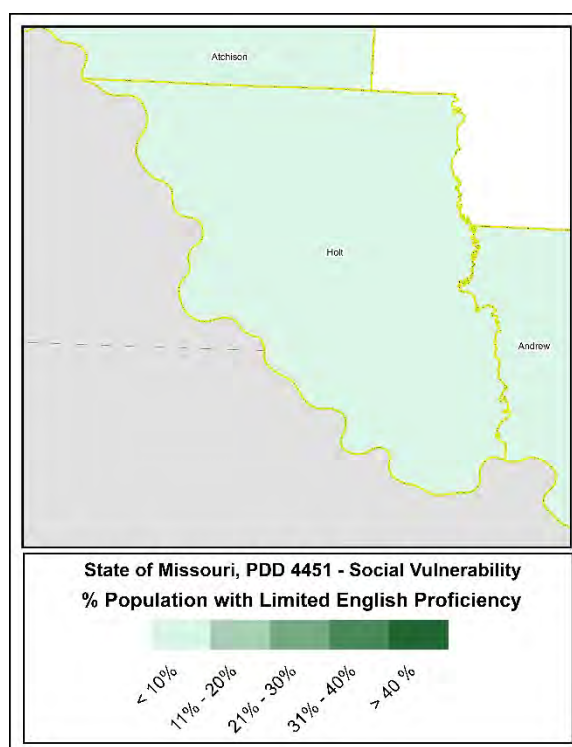 Atchison
Holt
Andrew
State of Missouri, PDD 4451 - Social Vulnerability
% Population with Limited English Proficiency
< 10%
11% - 20%
21% - 30%
31% - 40%
> 40 %